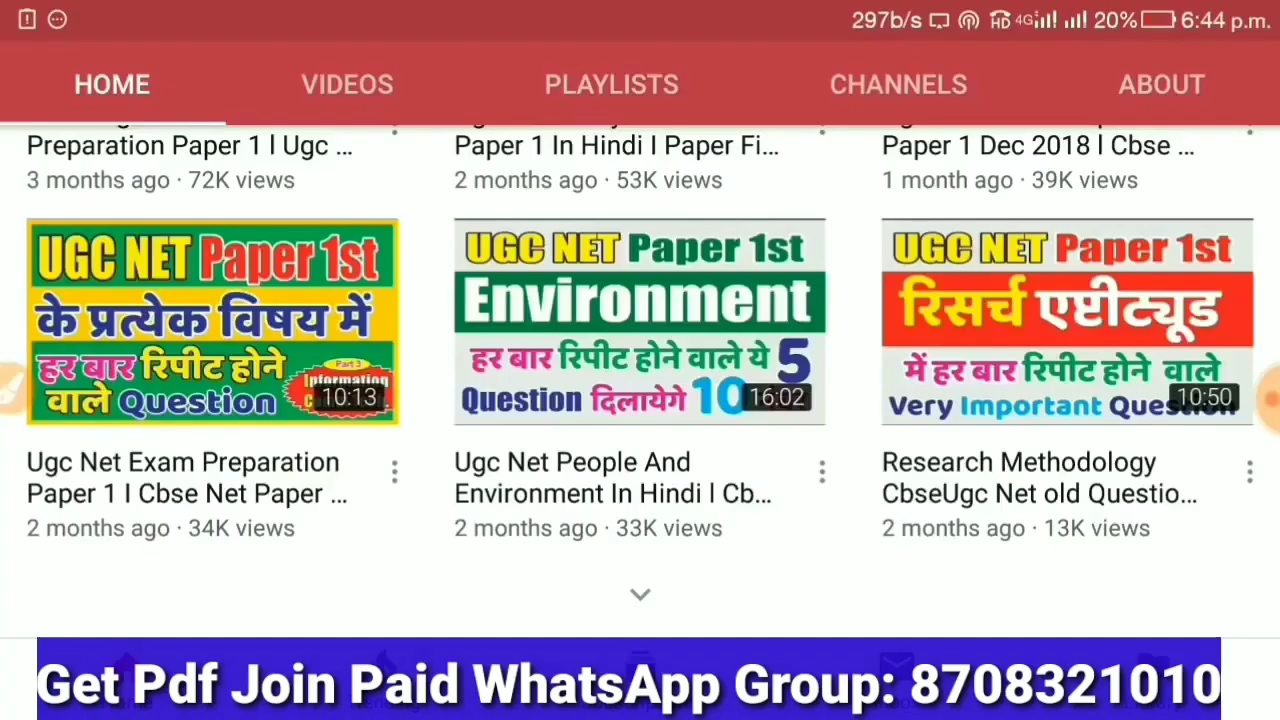 297b/s HD 4G 20% 6:44 p.m.
HOME VIDEOS PLAYLISTS CHANNELS ABOUT
Preparation Paper 1 l Ugc ...
3 months ago · 72K views
Paper 1 In Hindi I Paper Fi...
2 months ago · 53K views
Paper 1 Dec 2018 l Cbse ...
1 month ago · 39K views
UGC NET Paper 1st
के प्रत्येक विषय में
हर बार रिपीट होने
वाले Question
Part 3
Information
10:13
Ugc Net Exam Preparation
Paper 1 I Cbse Net Paper ...
2 months ago · 34K views
UGC NET Paper 1st
Environment
हर बार रिपीट होने वाले ये 5
Question दिलायेगे 10
16:02
Ugc Net People And
Environment In Hindi l Cb...
2 months ago · 33K views
UGC NET Paper 1st
रिसर्च एप्टीट्यूड
में हर बार रिपीट होने वाले
Very Important Question
10:50
Research Methodology
CbseUgc Net old Questio...
2 months ago · 13K views
Get Pdf Join Paid WhatsApp Group: 8708321010